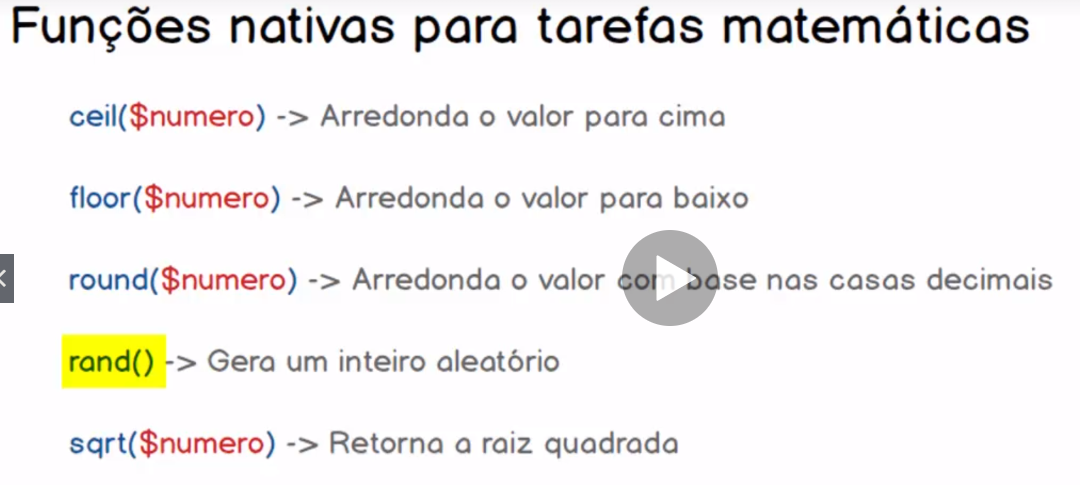 Funções nativas para tarefas matemáticas
ceil($numero) -> Arredonda o valor para cima
floor($numero) -> Arredonda o valor para baixo
round($numero) -> Arredonda o valor com base nas casas decimais
rand() -> Gera um inteiro aleatório
sqrt($numero) -> Retorna a raiz quadrada